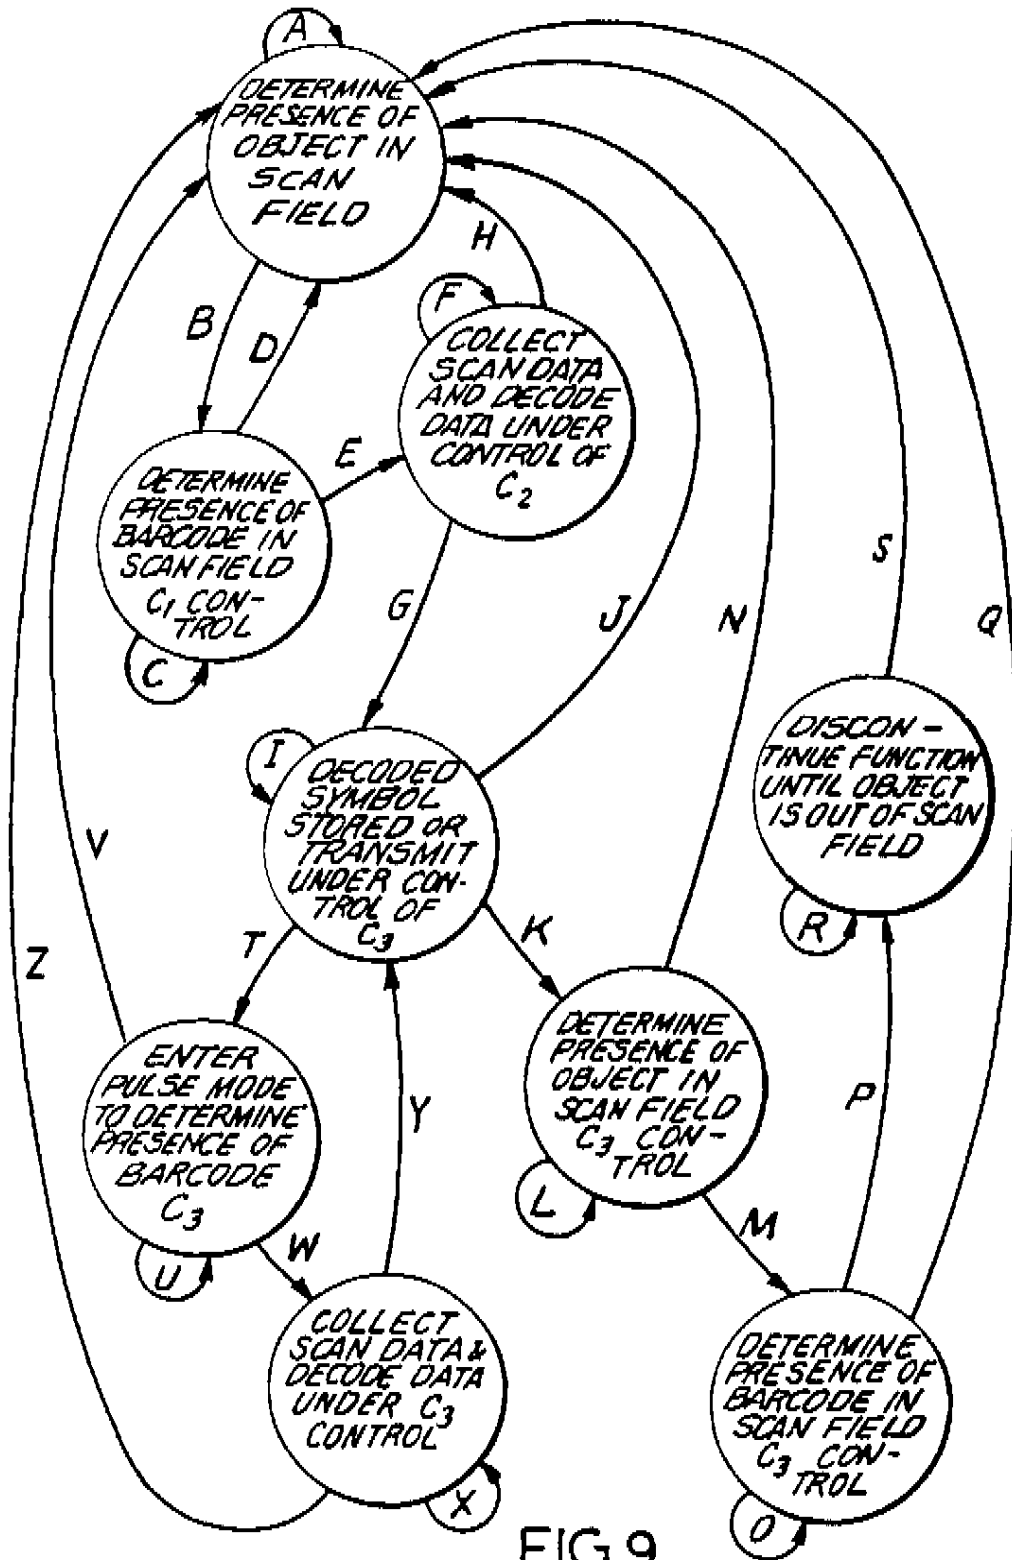 A
DETERMINE
PRESENCE OF
OBJECT IN
SCAN
FIELD
H
B
D
F
COLLECT
SCAN DATA
AND DECODE
DATA UNDER
CONTROL OF
C2
E
DETERMINE
PRESENCE OF
BARCODE IN
SCAN FIELD
C1 CON-
TROL
C
G
J
N
S
Q
I
DECODED
SYMBOL
STORED OR
TRANSMIT
UNDER CON-
TROL OF
C3
DISCON-
TINUE FUNCTION
UNTIL OBJECT
IS OUT OF SCAN
FIELD
R
V
Z
T
K
ENTER
PULSE MODE
TO DETERMINE
PRESENCE OF
BARCODE
C3
U
Y
DETERMINE
PRESENCE OF
OBJECT IN
SCAN FIELD
C3 CON-
TROL
L
P
M
W
COLLECT
SCAN DATA &
DECODE DATA
UNDER C3
CONTROL
X
DETERMINE
PRESENCE OF
BARCODE IN
SCAN FIELD
C3 CON-
TROL
O
FIG.9